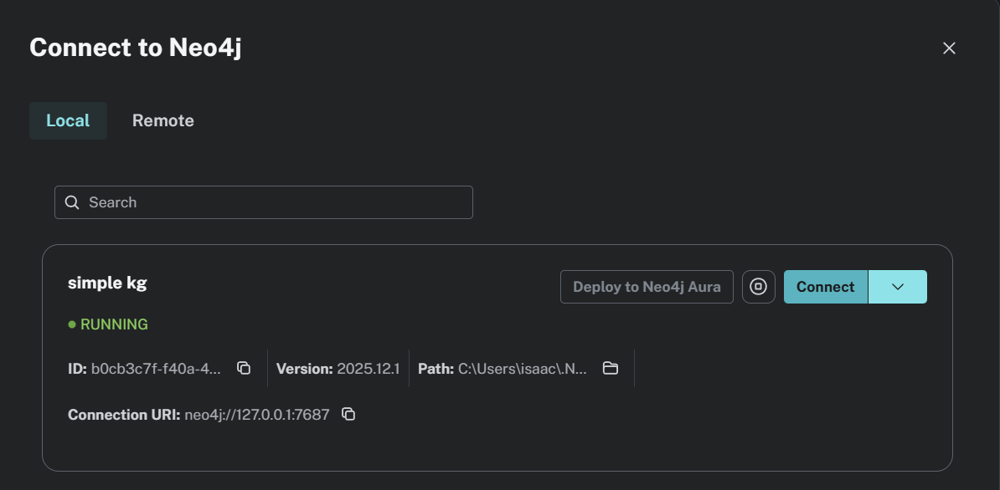 Connect to Neo4j
Local Remote
Search
simple kg Deploy to Neo4j Aura Connect
RUNNING
ID: b0cb3c7f-f40a-4... Version: 2025.12.1 Path: C:\Users\isaac\.N...
Connection URI: neo4j://127.0.0.1:7687